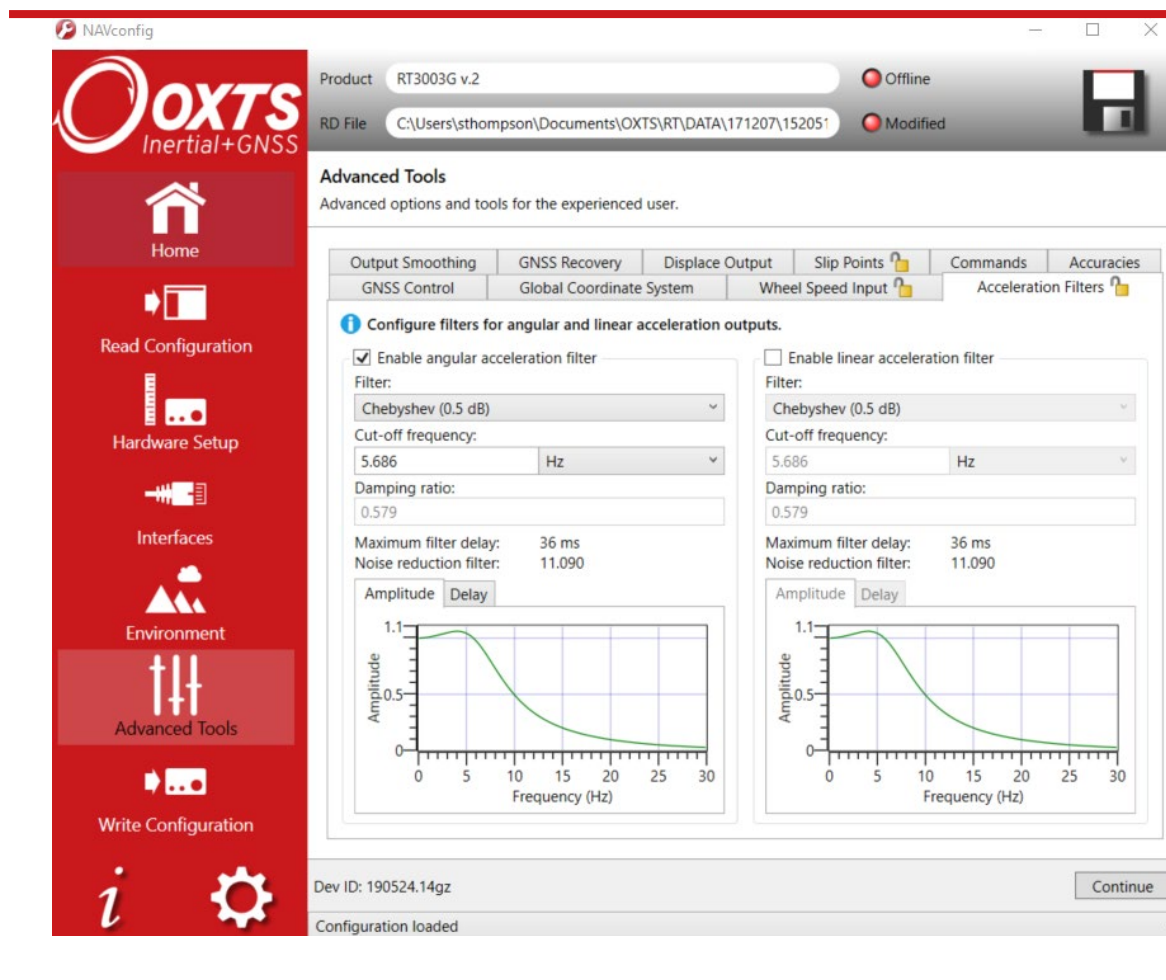 NAVconfig
OXTS
Inertial+GNSS
Product RT3003G v.2 Offline
RD File C:\Users\sthompson\Documents\OXTS\RT\DATA\171207\152051 Modified
Home
Read Configuration
Hardware Setup
Interfaces
Environment
Advanced Tools
Write Configuration
i
Advanced Tools
Advanced options and tools for the experienced user.
Output Smoothing GNSS Recovery Displace Output Slip Points Commands Accuracies
GNSS Control Global Coordinate System Wheel Speed Input Acceleration Filters
Configure filters for angular and linear acceleration outputs.
Enable angular acceleration filter
Filter:
Chebyshev (0.5 dB)
Cut-off frequency:
5.686 Hz
Damping ratio:
0.579
Maximum filter delay: 36 ms
Noise reduction filter: 11.090
Amplitude Delay
1.1
0.5
0
Amplitude
0 5 10 15 20 25 30
Frequency (Hz)
Enable linear acceleration filter
Filter:
Chebyshev (0.5 dB)
Cut-off frequency:
5.686 Hz
Damping ratio:
0.579
Maximum filter delay: 36 ms
Noise reduction filter: 11.090
Amplitude Delay
1.1
0.5
0
Amplitude
0 5 10 15 20 25 30
Frequency (Hz)
Dev ID: 190524.14gz Continue
Configuration loaded